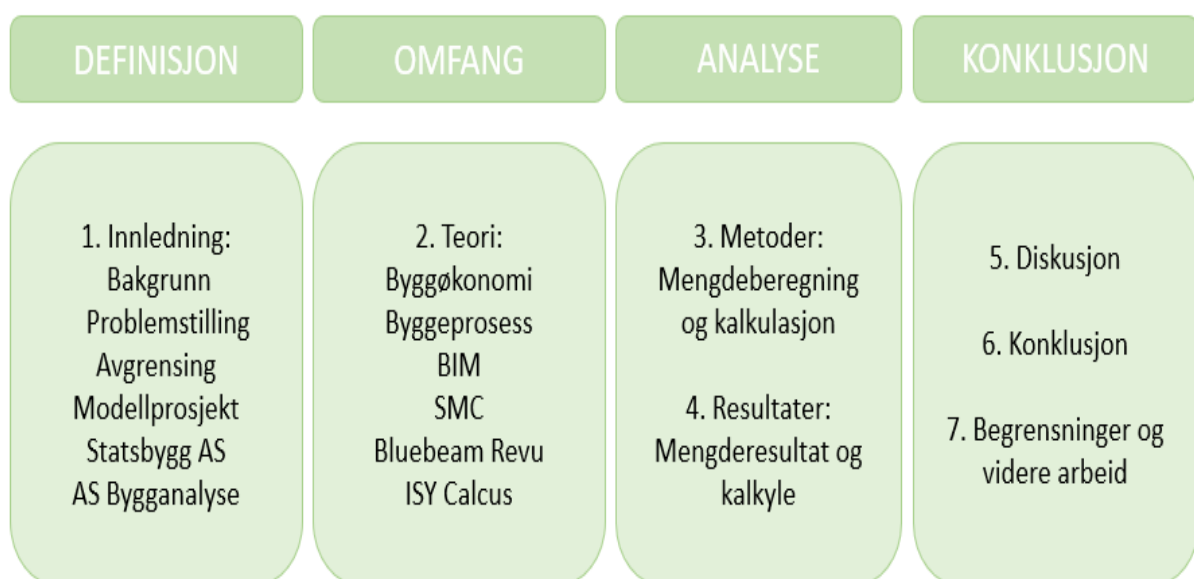 DEFINISJON
1. Innledning:
Bakgrunn
Problemstilling
Avgrensing
Modellprosjekt
Statsbygg AS
AS Bygganalyse
OMFANG
2. Teori:
Byggøkonomi
Byggeprosess
BIM
SMC
Bluebeam Revu
ISY Calcus
ANALYSE
3. Metoder:
Mengdeberegning
og kalkulasjon
4. Resultater:
Mengderesultat og
kalkyle
KONKLUSJON
5. Diskusjon
6. Konklusjon
7. Begrensninger og
videre arbeid